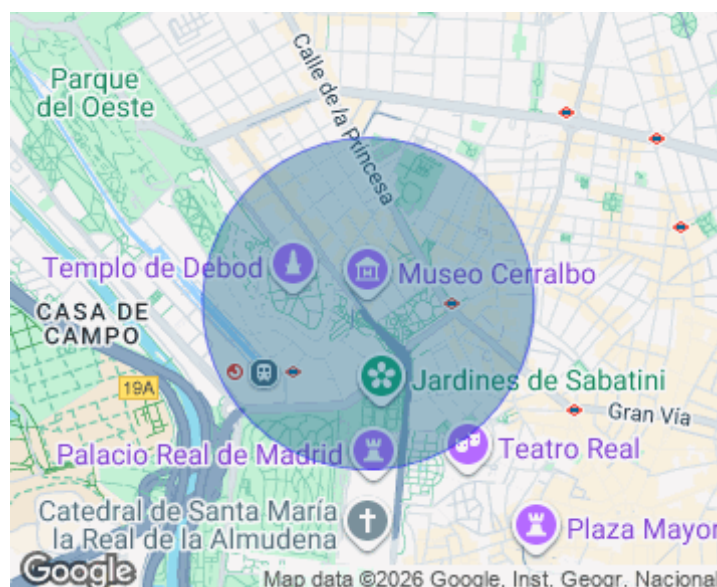 Parque
del Oeste
Calle de la Princesa
Templo de Debod
Museo Cerralbo
CASA DE
CAMPO
19A
Jardines de Sabatini
Gran Vía
Palacio Real de Madrid
Teatro Real
Catedral de Santa María
la Real de la Almudena
Plaza Mayor
Google
Map data ©2026 Google, Inst. Geogr. Nacional